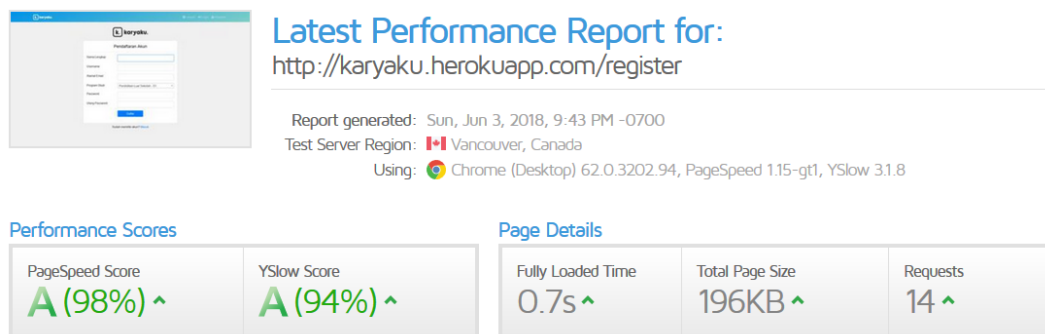 karyaku.
Pendaftaran Akun
Username
Password
Latest Performance Report for:
http://karyaku.herokuapp.com/register
Report generated: Sun, Jun 3, 2018, 9:43 PM -0700
Test Server Region: Vancouver, Canada
Using: Chrome (Desktop) 62.0.3202.94, PageSpeed 1.15-gt1, YSlow 3.1.8
Performance Scores
Page Details
PageSpeed Score
YSlow Score
Fully Loaded Time
Total Page Size
Requests
A (98%)
A (94%)
0.7s
196KB
14